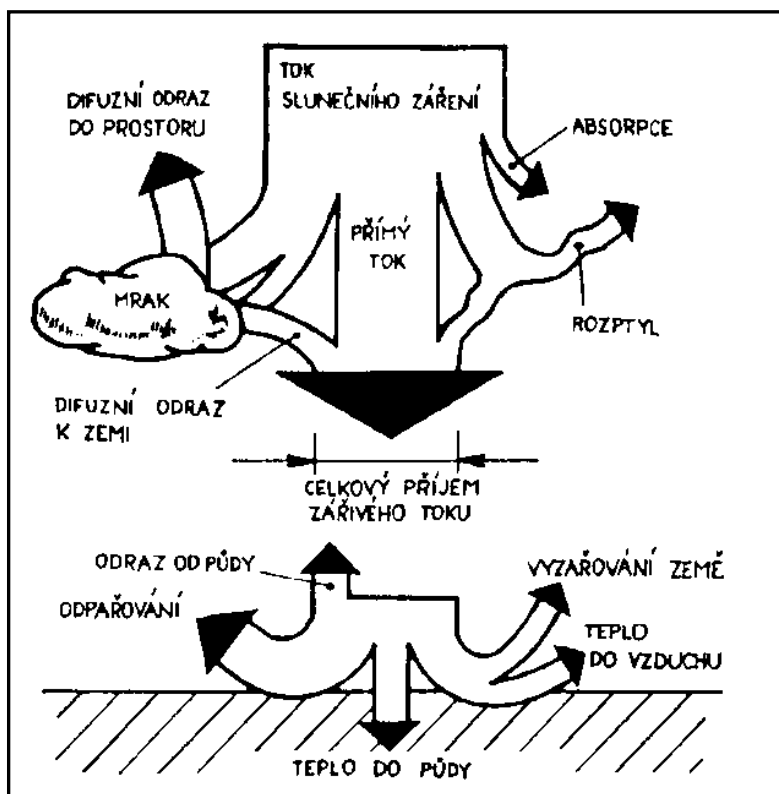 TOK
SLUNEČNÍHO ZÁŘENÍ
DIFUZNÍ ODRAZ
DO PROSTORU
ABSORPCE
PŘÍMÝ
TOK
MRAK
ROZPTYL
DIFUZNÍ ODRAZ
K ZEMI
CELKOVÝ PŘÍJEM
ZÁŘIVÉHO TOKU
ODRAZ OD PŮDY
VYZAŘOVÁNÍ ZEMĚ
ODPAŘOVÁNÍ
TEPLO
DO VZDUCHU
TEPLO DO PŮDY